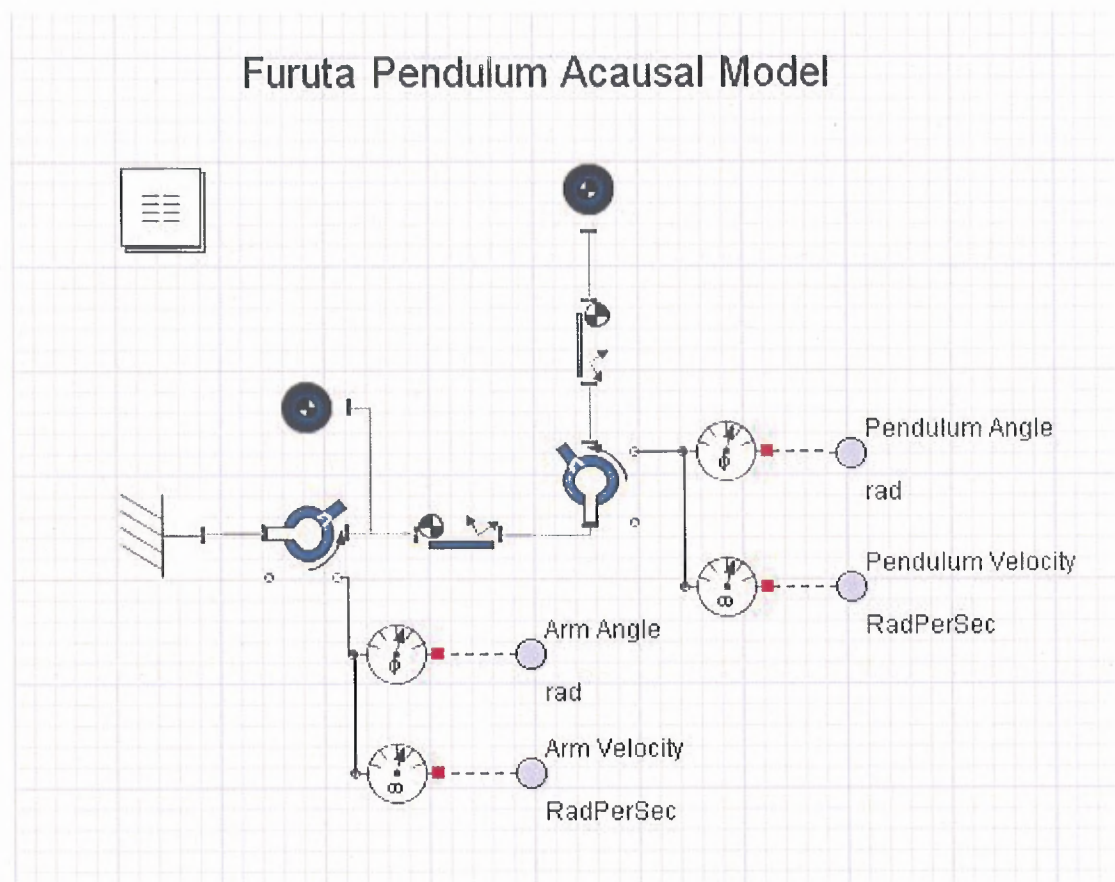 Furuta Pendulum Acausal Model
Pendulum Angle
rad
Pendulum Velocity
RadPerSec
Arm Angle
rad
Arm Velocity
RadPerSec